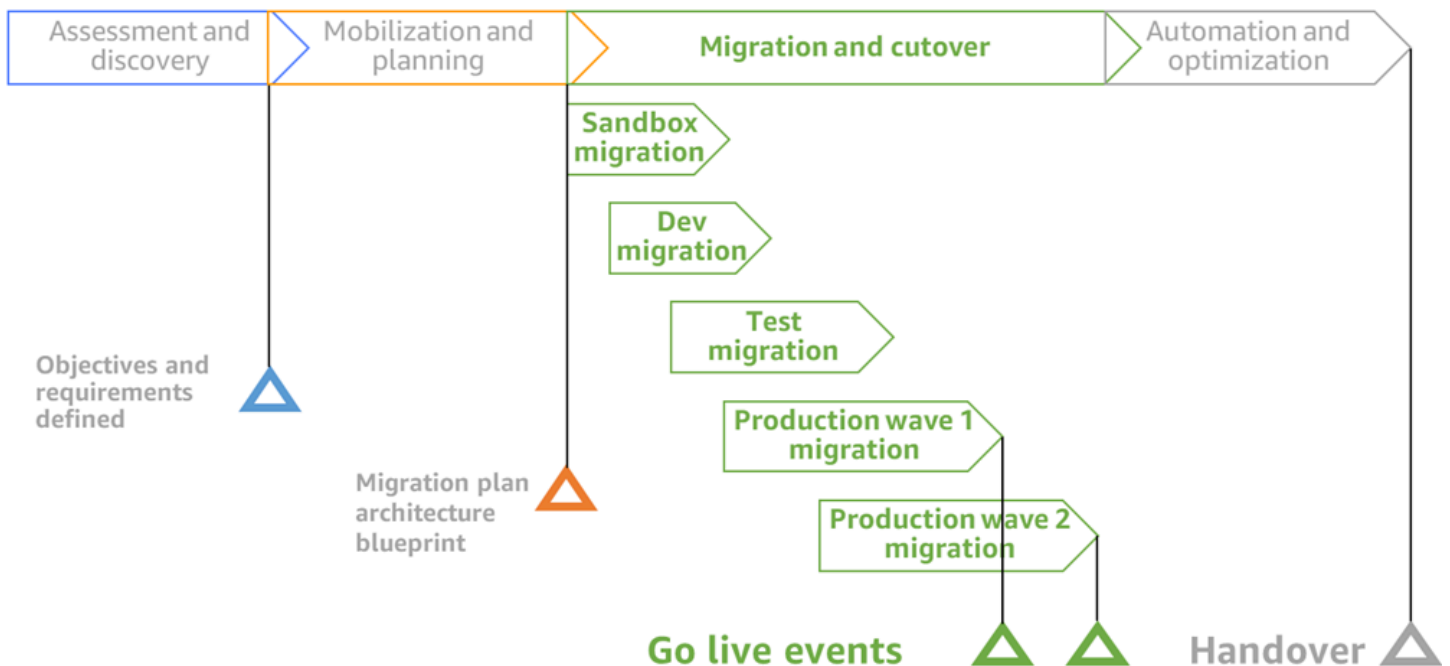 Assessment and
discovery
Mobilization and
planning
Migration and cutover
Automation and
optimization
Sandbox
migration
Dev
migration
Test
migration
Objectives and
requirements
defined
Production wave 1
migration
Migration plan
architecture
blueprint
Production wave 2
migration
Go live events
Handover